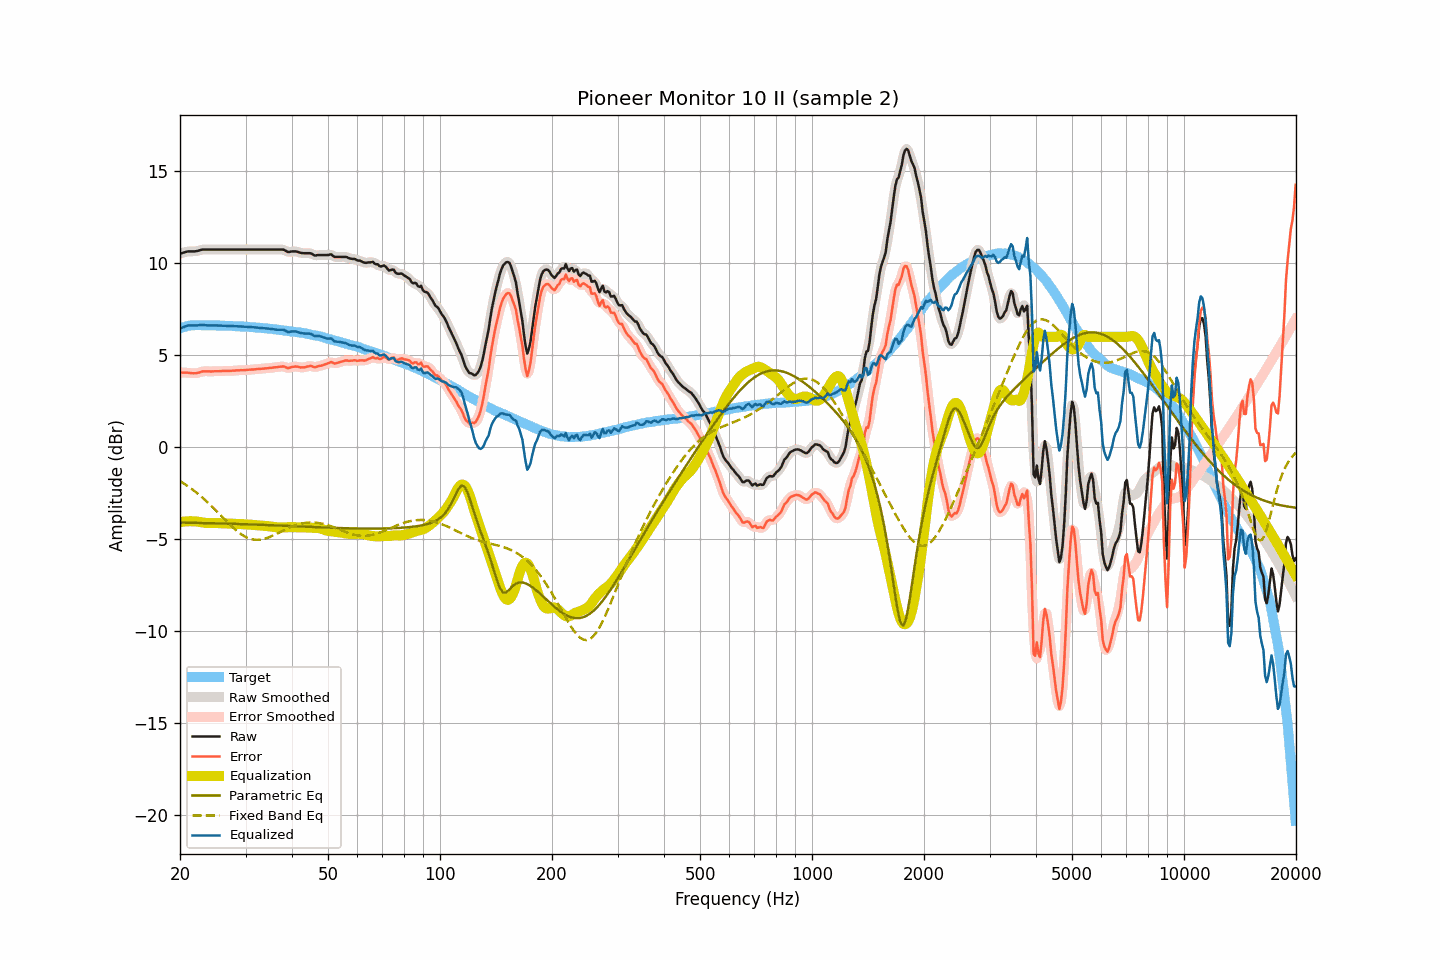 Pioneer Monitor 10 II (sample 2)
Amplitude (dBr)
15
10
5
0
−5
−10
−15
−20
Target
Raw Smoothed
Error Smoothed
Raw
Error
Equalization
Parametric Eq
Fixed Band Eq
Equalized
20 50 100 200 500 1000 2000 5000 10000 20000
Frequency (Hz)